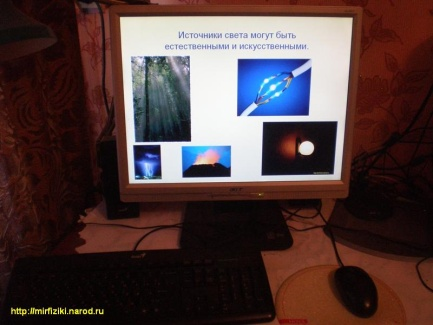 Источники света могут быть
естественными и искусственными.
http://mirfiziki.narod.ru